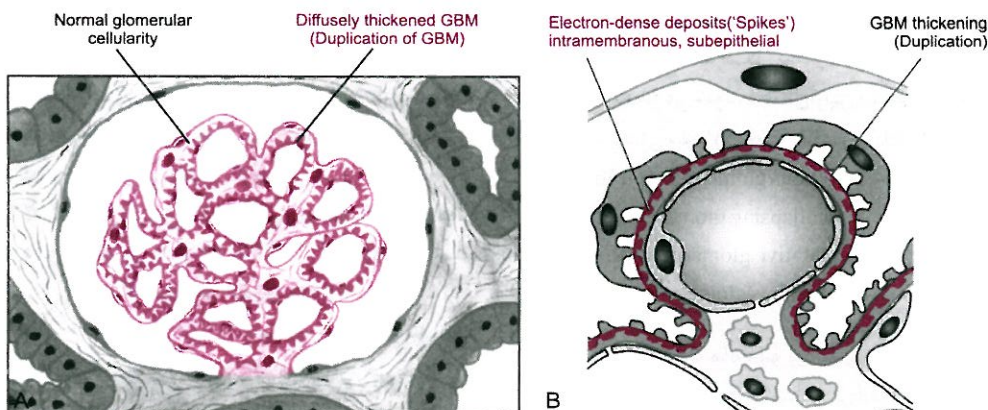 Normal glomerular
cellularity
Diffusely thickened GBM
(Duplication of GBM)
Electron-dense deposits('Spikes')
intramembranous, subepithelial
GBM thickening
(Duplication)
A
B